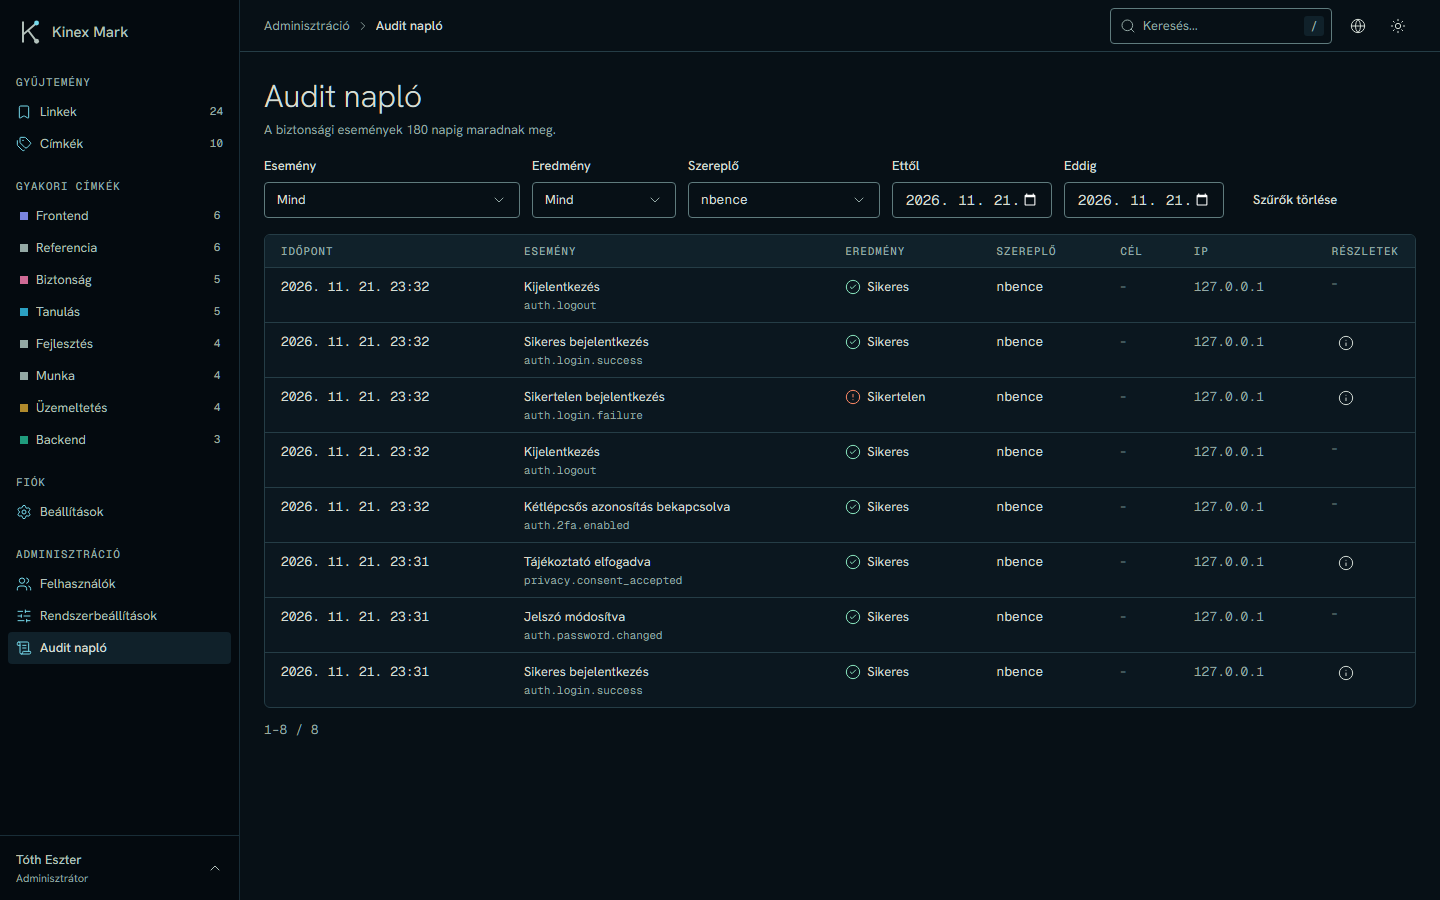 Kinex Mark
GYŰJTEMÉNY
Linkek 24
Címkék 10
GYAKORI CÍMKÉK
Frontend 6
Referencia 6
Biztonság 5
Tanulás 5
Fejlesztés 4
Munka 4
Üzemeltetés 4
Backend 3
FIÓK
Beállítások
ADMINISZTRÁCIÓ
Felhasználók
Rendszerbeállítások
Audit napló
Tóth Eszter
Adminisztrátor
Adminisztráció > Audit napló
Keresés... /
Audit napló
A biztonsági események 180 napig maradnak meg.
Esemény Eredmény Szereplő Ettől Eddig
Mind Mind nbence 2026. 11. 21. 2026. 11. 21. Szűrők törlése
IDŐPONT ESEMÉNY EREDMÉNY SZEREPLŐ CÉL IP RÉSZLETEK
2026. 11. 21. 23:32 Kijelentkezés Sikeres nbence – 127.0.0.1 –
auth.logout
2026. 11. 21. 23:32 Sikeres bejelentkezés Sikeres nbence – 127.0.0.1
auth.login.success
2026. 11. 21. 23:32 Sikertelen bejelentkezés Sikertelen nbence – 127.0.0.1
auth.login.failure
2026. 11. 21. 23:32 Kijelentkezés Sikeres nbence – 127.0.0.1 –
auth.logout
2026. 11. 21. 23:32 Kétlépcsős azonosítás bekapcsolva Sikeres nbence – 127.0.0.1 –
auth.2fa.enabled
2026. 11. 21. 23:31 Tájékoztató elfogadva Sikeres nbence – 127.0.0.1
privacy.consent_accepted
2026. 11. 21. 23:31 Jelszó módosítva Sikeres nbence – 127.0.0.1 –
auth.password.changed
2026. 11. 21. 23:31 Sikeres bejelentkezés Sikeres nbence – 127.0.0.1
auth.login.success
1–8 / 8